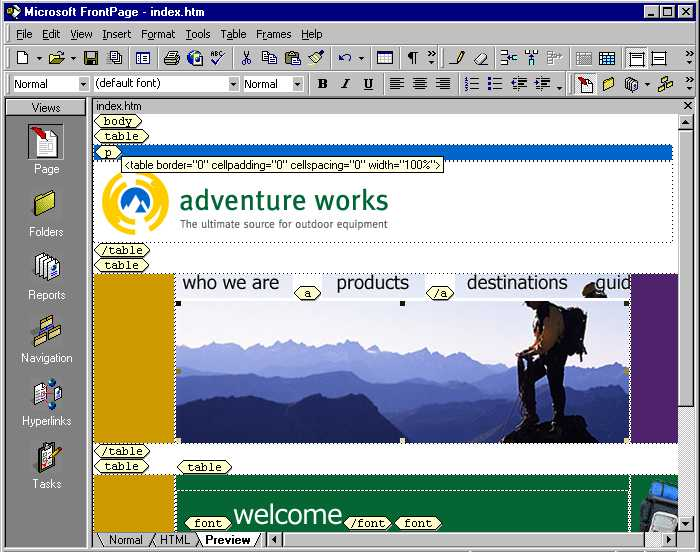 Microsoft FrontPage - index.htm
File Edit View Insert Format Tools Table Frames Help
Normal (default font) Normal B I U
Views
Page
Folders
Reports
Navigation
Hyperlinks
Tasks
index.htm
body
table
p
<table border="0" cellpadding="0" cellspacing="0" width="100%">
adventure works
The ultimate source for outdoor equipment
/table
table
who we are a products /a destinations guid
/table
table table
font welcome /font font
Normal HTML Preview